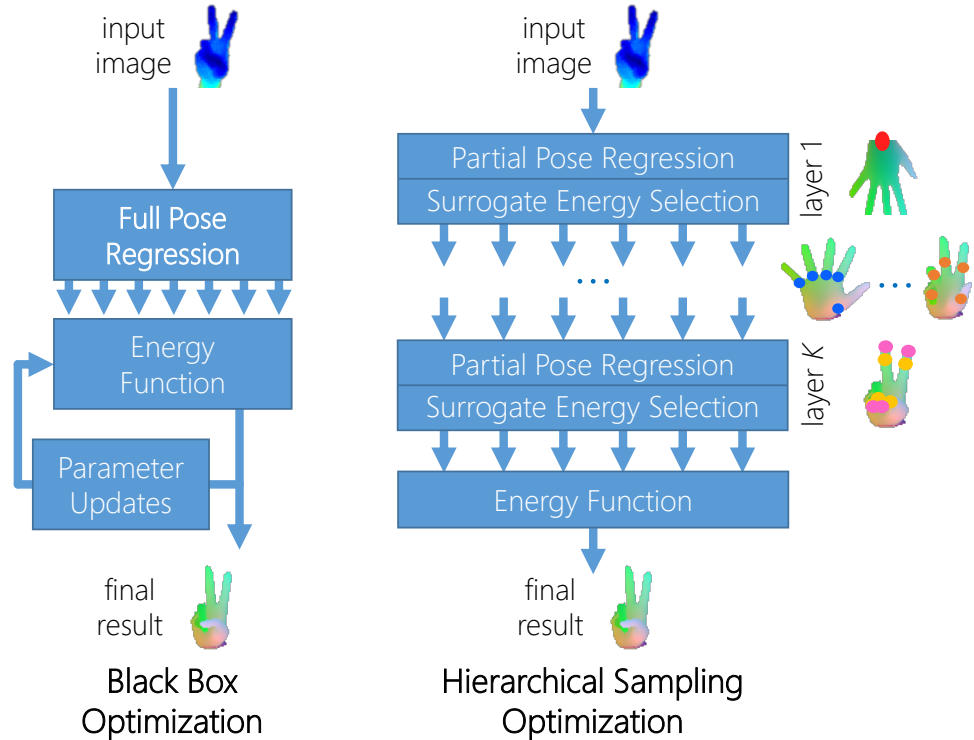 input
image
Full Pose
Regression
Energy
Function
Parameter
Updates
final
result
Black Box
Optimization
input
image
Partial Pose Regression
Surrogate Energy Selection
layer 1
...
...
Partial Pose Regression
Surrogate Energy Selection
layer K
Energy Function
final
result
Hierarchical Sampling
Optimization